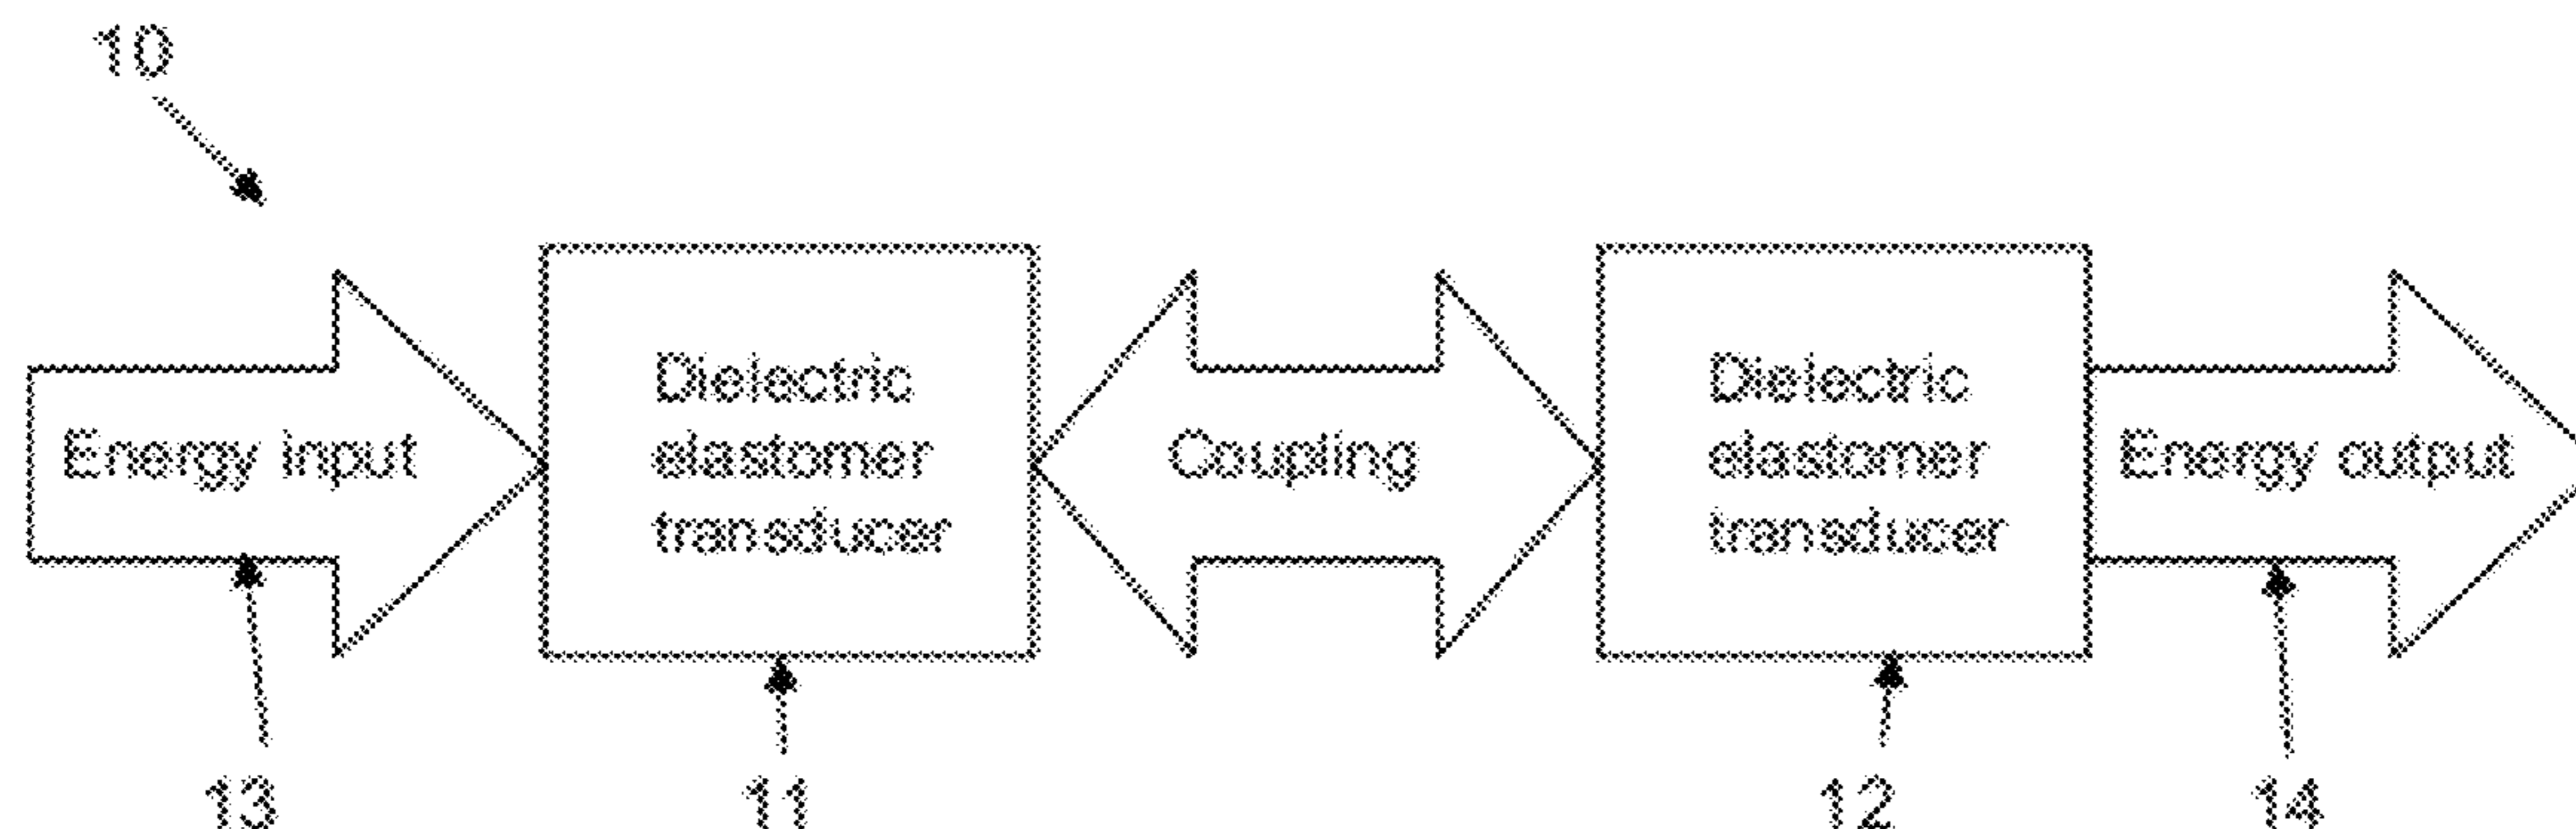 10
Energy input
Dielectric
elastomer
transducer
Coupling
Dielectric
elastomer
transducer
Energy output
13
11
12
14